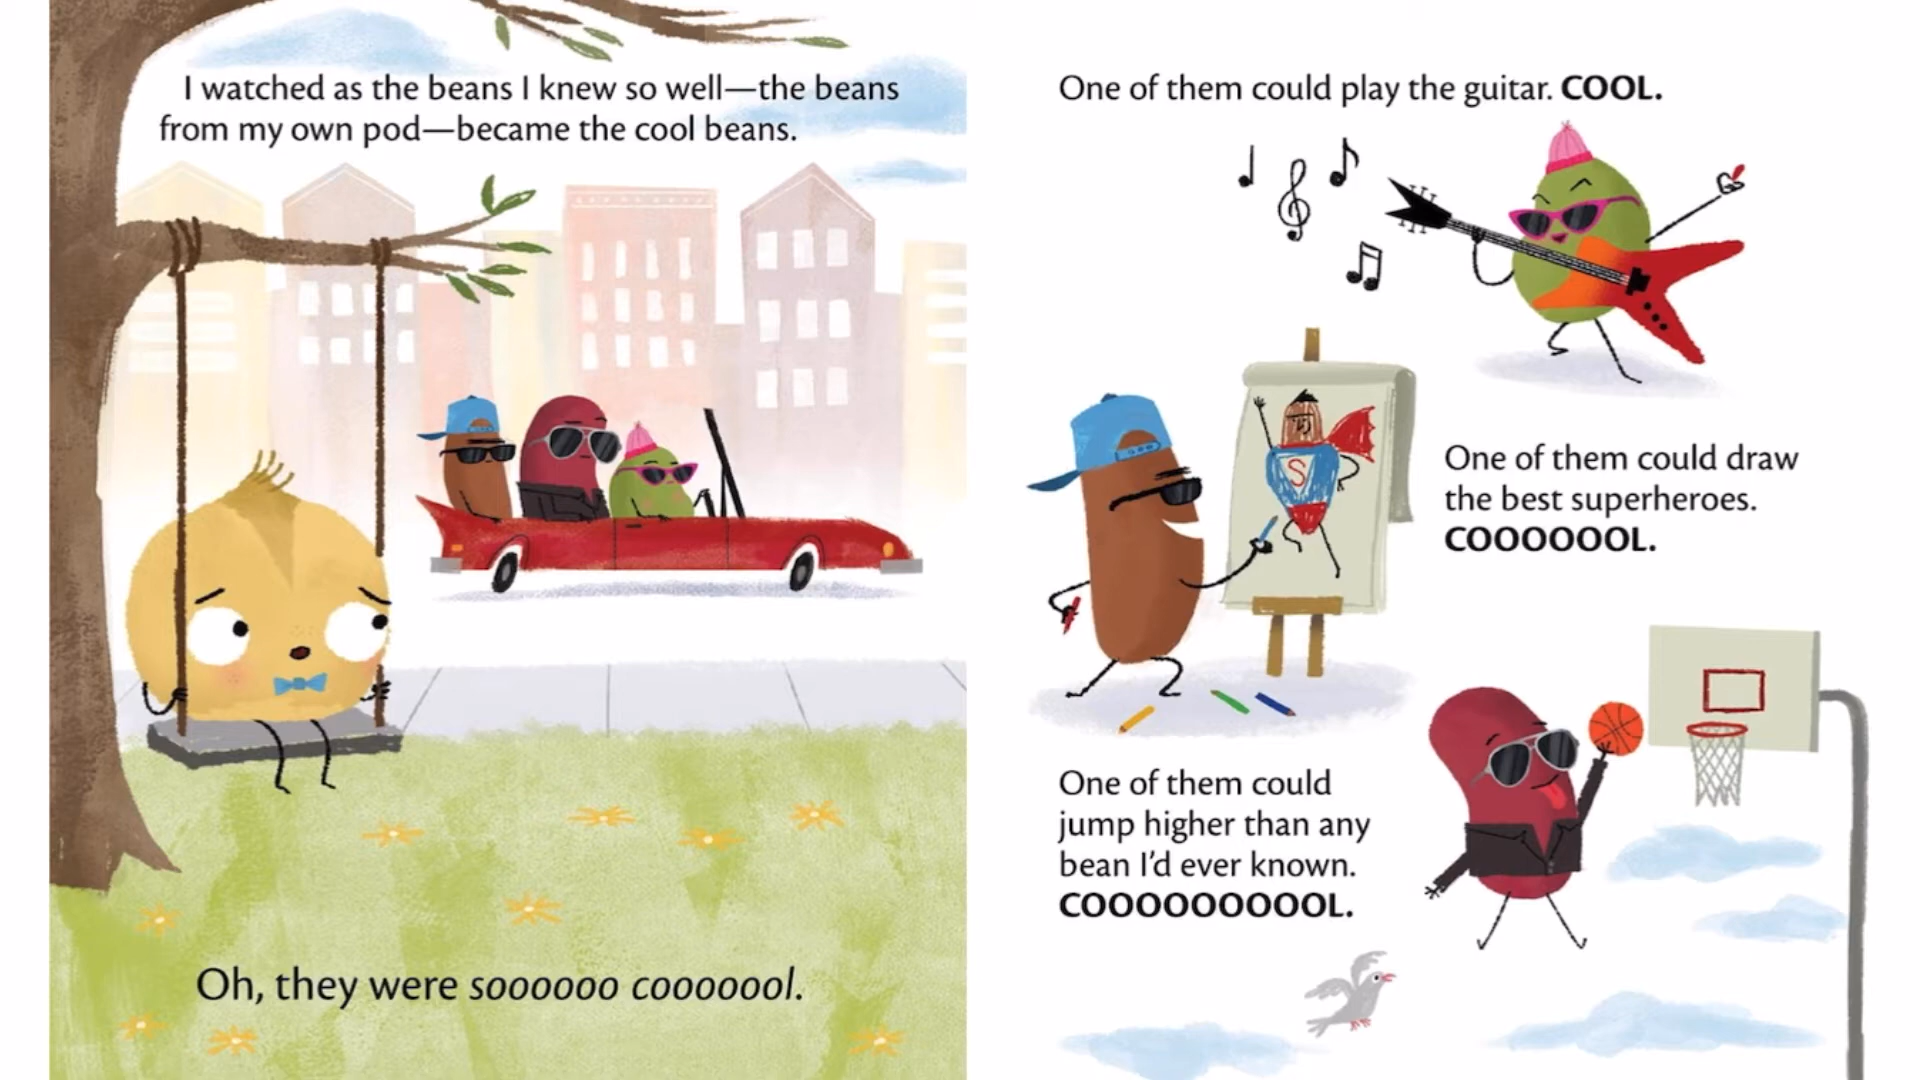 I watched as the beans I knew so well—the beans
from my own pod—became the cool beans.
Oh, they were soooooo cooooool.
One of them could play the guitar. COOL.
One of them could draw
the best superheroes.
COOOOOOL.
S
One of them could
jump higher than any
bean I'd ever known.
COOOOOOOOOL.